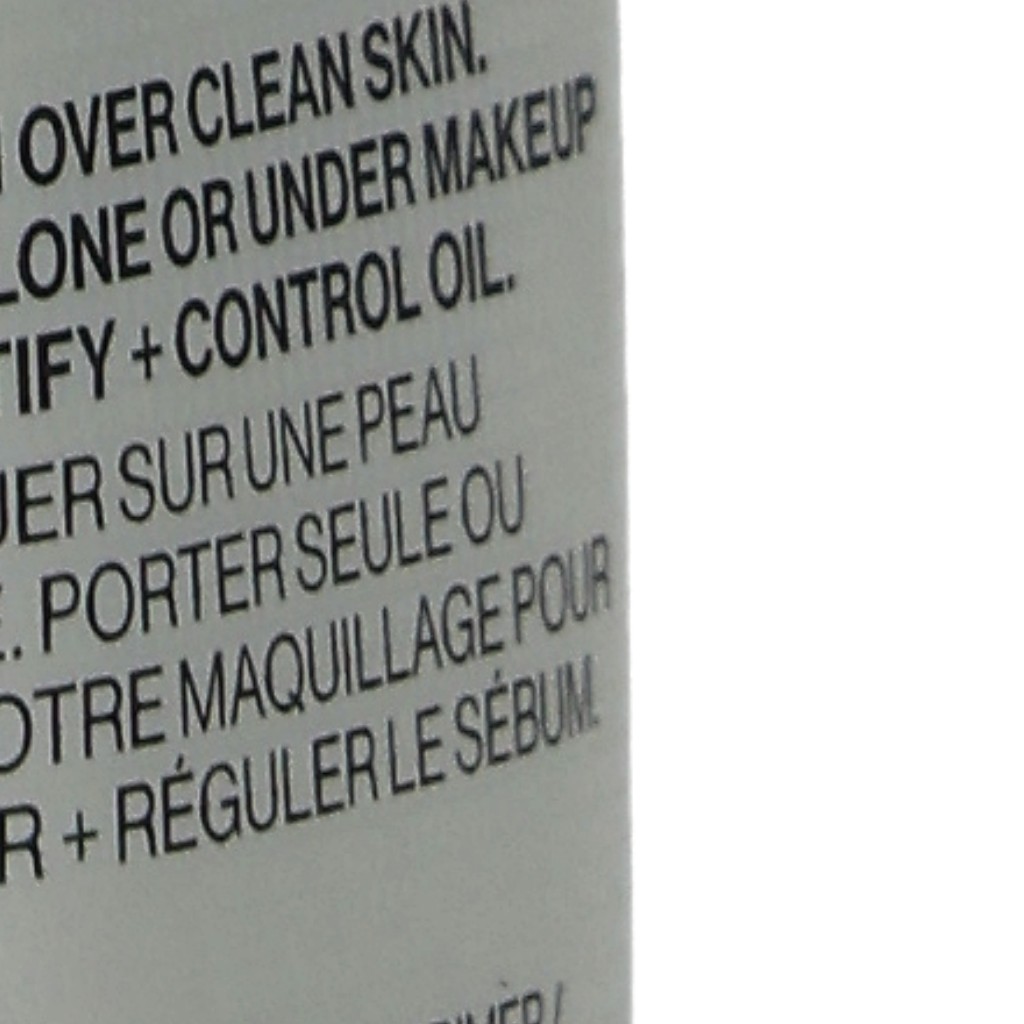 OVER CLEAN SKIN.
LONE OR UNDER MAKEUP
TIFY + CONTROL OIL.
UER SUR UNE PEAU
E. PORTER SEULE OU
OTRE MAQUILLAGE POUR
R + RÉGULER LE SÉBUM.
RIMER /